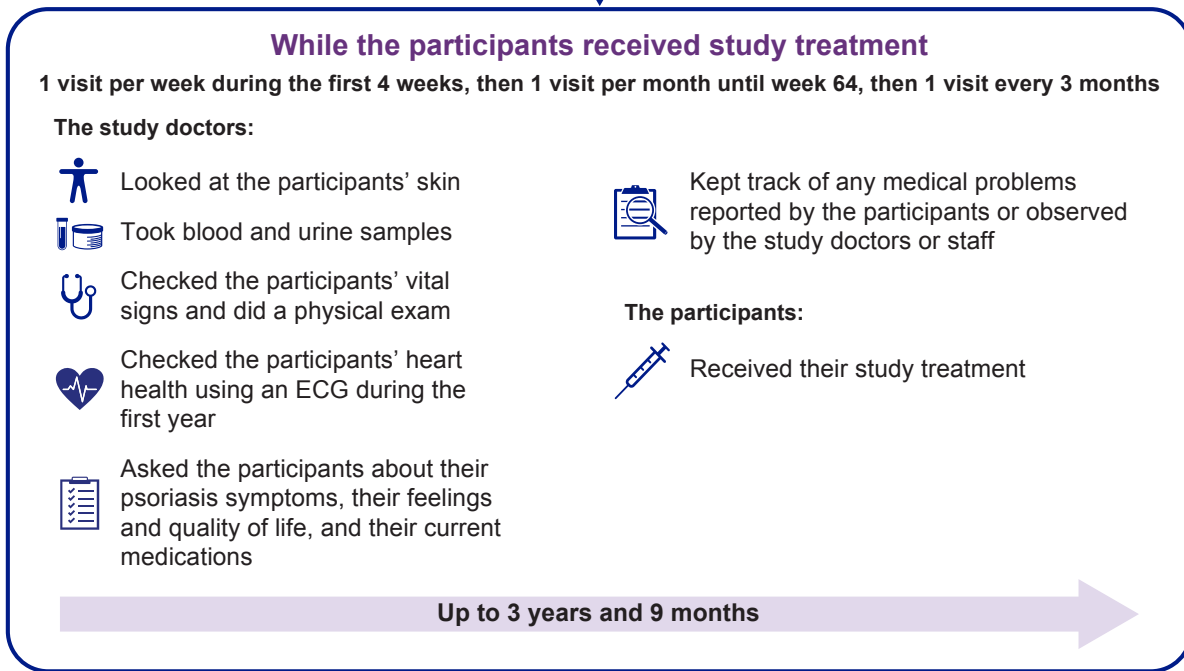 While the participants received study treatment
1 visit per week during the first 4 weeks, then 1 visit per month until week 64, then 1 visit every 3 months
The study doctors:
Looked at the participants’ skin
Took blood and urine samples
Checked the participants’ vital
signs and did a physical exam
Checked the participants’ heart
health using an ECG during the
first year
Asked the participants about their
psoriasis symptoms, their feelings
and quality of life, and their current
medications
Kept track of any medical problems
reported by the participants or observed
by the study doctors or staff
The participants:
Received their study treatment
Up to 3 years and 9 months